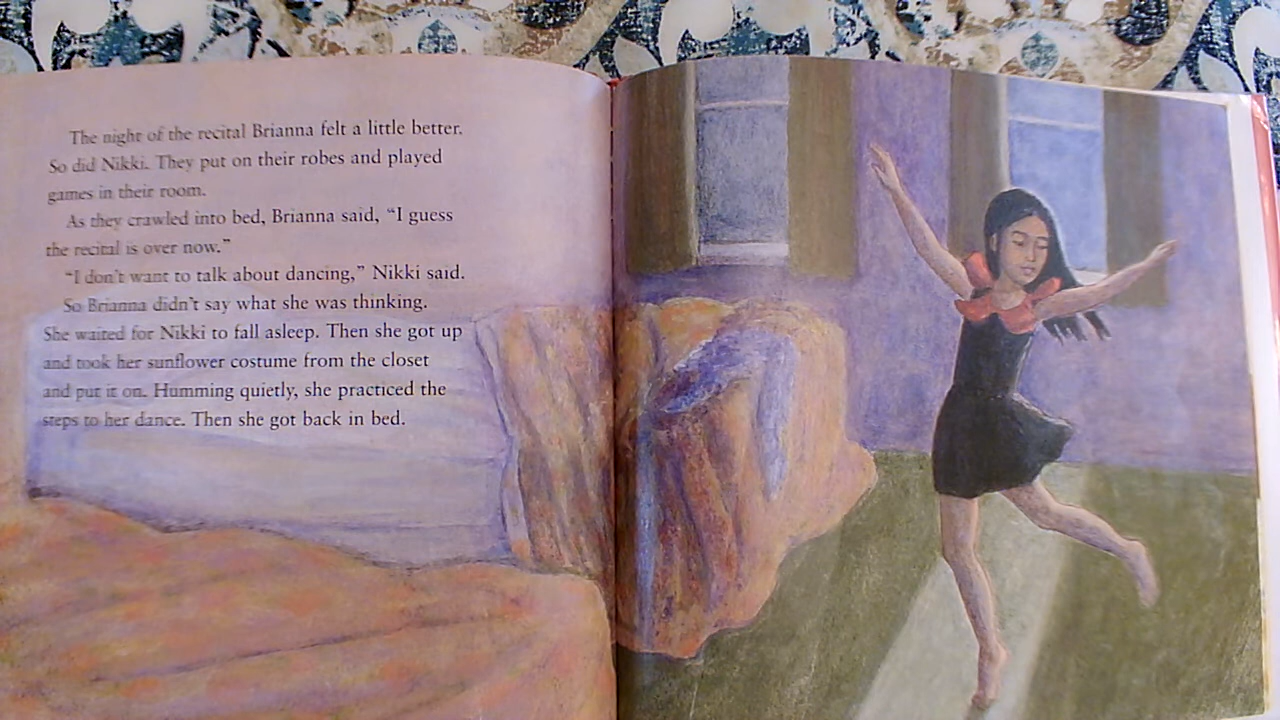 The night of the recital Brianna felt a little better.
So did Nikki. They put on their robes and played
games in their room.
As they crawled into bed, Brianna said, “I guess
the recital is over now.”
“I don’t want to talk about dancing,” Nikki said.
So Brianna didn’t say what she was thinking.
She waited for Nikki to fall asleep. Then she got up
and took her sunflower costume from the closet
and put it on. Humming quietly, she practiced the
steps to her dance. Then she got back in bed.